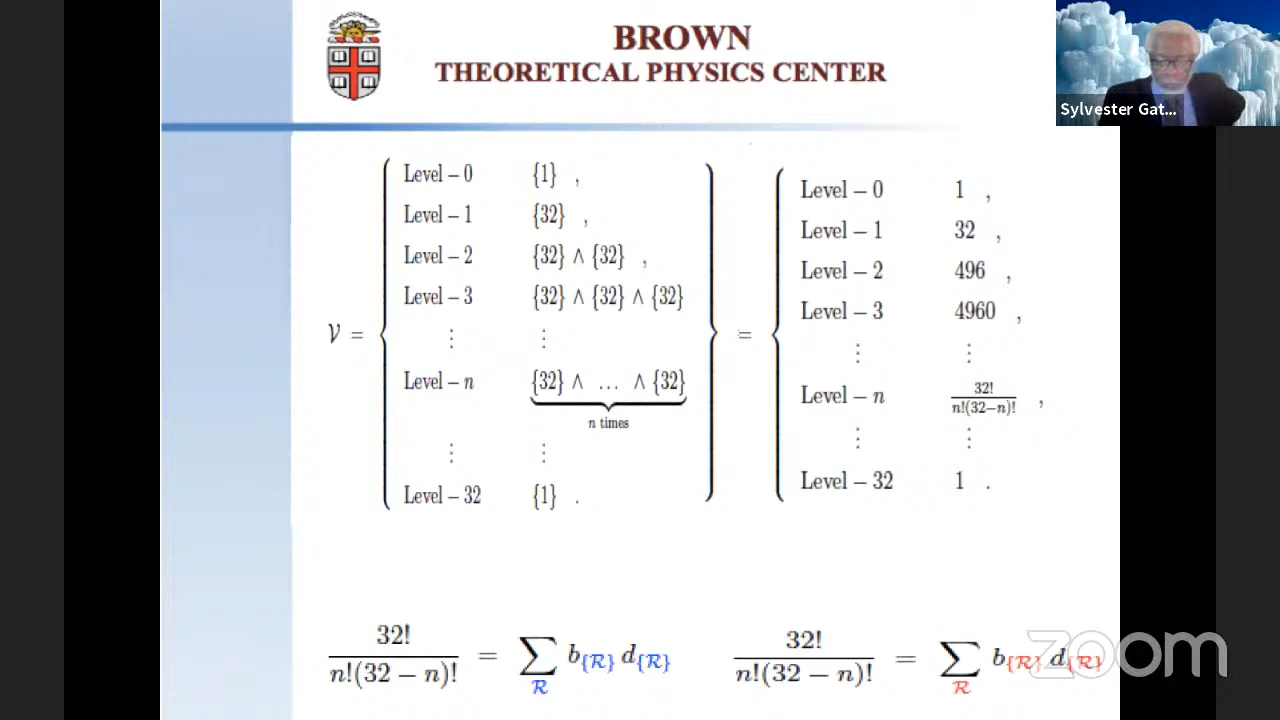 BROWN
THEORETICAL PHYSICS CENTER
Sylvester Gat...
𝒱 =
Level – 0 {1} ,
Level – 1 {32} ,
Level – 2 {32} ∧ {32} ,
Level – 3 {32} ∧ {32} ∧ {32}
⋮ ⋮
Level – n {32} ∧ … ∧ {32}
n times
⋮ ⋮
Level – 32 {1} .
=
Level – 0 1 ,
Level – 1 32 ,
Level – 2 496 ,
Level – 3 4960 ,
⋮ ⋮
Level – n 32!/n!(32−n)! ,
⋮ ⋮
Level – 32 1 .
32!/n!(32 − n)! = ∑_ℛ b_{ℛ} d_{ℛ}
32!/n!(32 − n)! = ∑_ℛ b_{ℛ} d_{ℛ}
zoom